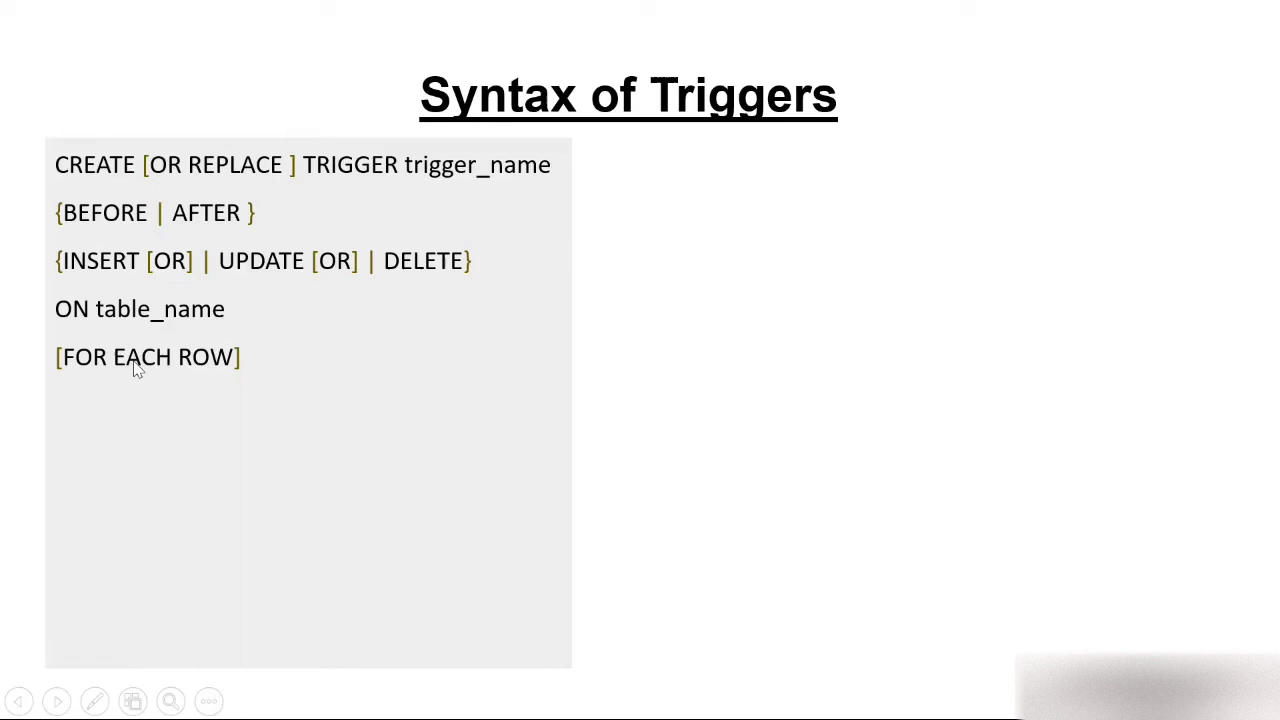 Syntax of Triggers
CREATE [OR REPLACE ] TRIGGER trigger_name
{BEFORE | AFTER }
{INSERT [OR] | UPDATE [OR] | DELETE}
ON table_name
[FOR EACH ROW]